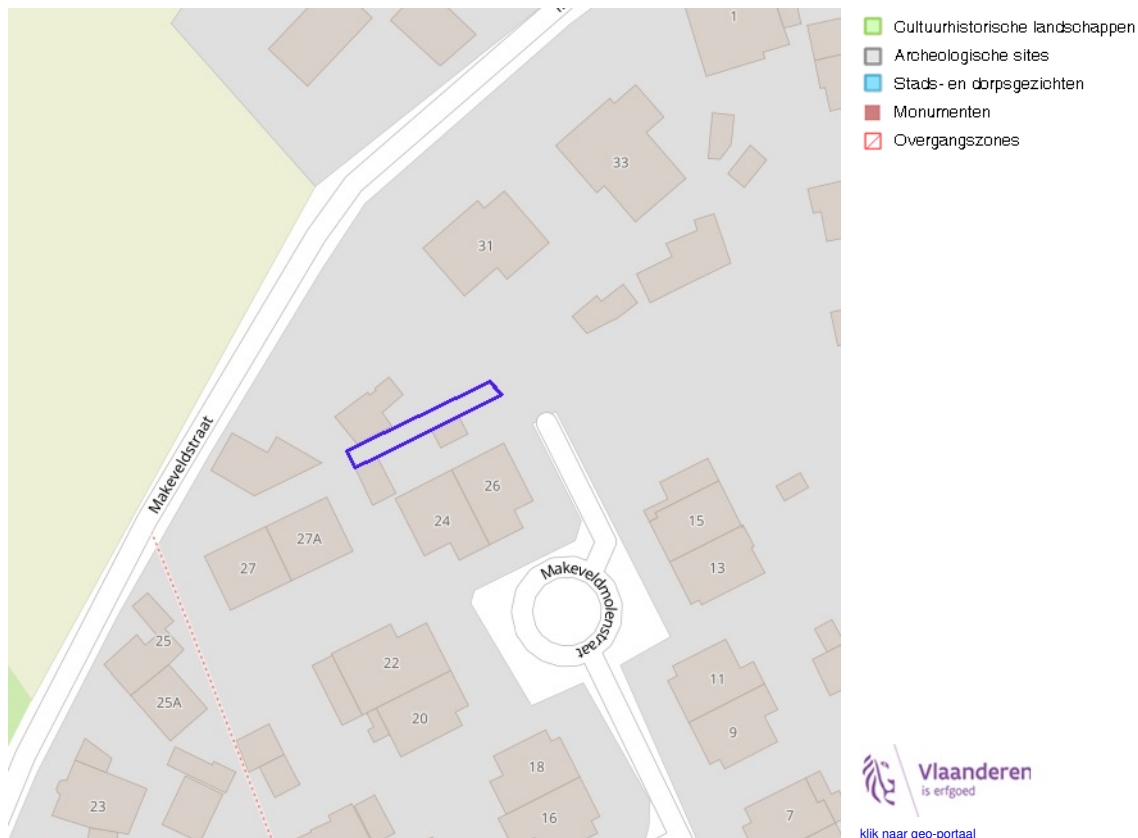 1
33
31
Makeveldstraat
26
24
27A
27
15
13
Makeveldmolenstraat
25
25A
22
20
11
9
23
18
16
7
Cultuurhistorische landschappen
Archeologische sites
Stads- en dorpsgezichten
Monumenten
Overgangszones
Vlaanderen
is erfgoed
klik naar geo-portaal